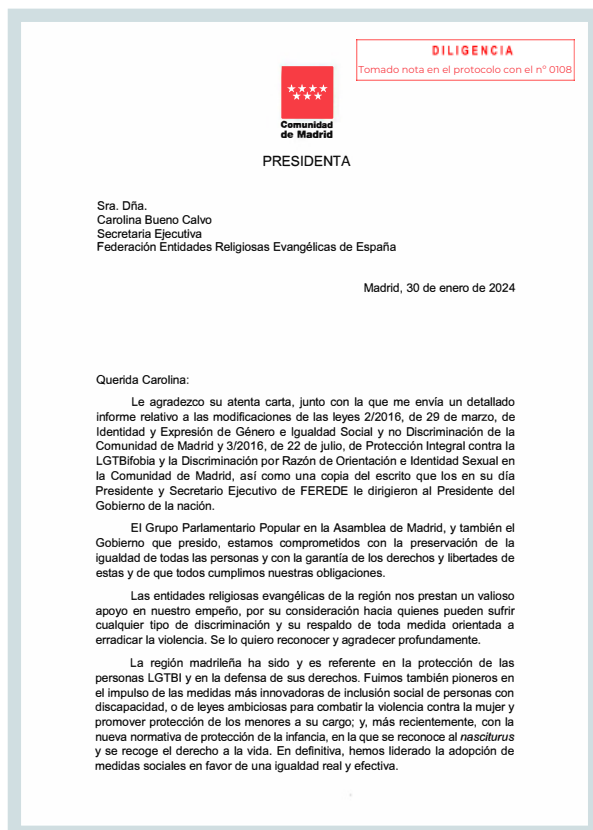 DILIGENCIA
Tomado nota en el protocolo con el nº 0108
Comunidad
de Madrid
PRESIDENTA
Sra. Dña.
Carolina Bueno Calvo
Secretaria Ejecutiva
Federación Entidades Religiosas Evangélicas de España
Madrid, 30 de enero de 2024
Querida Carolina:
Le agradezco su atenta carta, junto con la que me envía un detallado
informe relativo a las modificaciones de las leyes 2/2016, de 29 de marzo, de
Identidad y Expresión de Género e Igualdad Social y no Discriminación de la
Comunidad de Madrid y 3/2016, de 22 de julio, de Protección Integral contra la
LGTBifobia y la Discriminación por Razón de Orientación e Identidad Sexual en
la Comunidad de Madrid, así como una copia del escrito que los en su día
Presidente y Secretario Ejecutivo de FEREDE le dirigieron al Presidente del
Gobierno de la nación.
El Grupo Parlamentario Popular en la Asamblea de Madrid, y también el
Gobierno que presido, estamos comprometidos con la preservación de la
igualdad de todas las personas y con la garantía de los derechos y libertades de
estas y de que todos cumplimos nuestras obligaciones.
Las entidades religiosas evangélicas de la región nos prestan un valioso
apoyo en nuestro empeño, por su consideración hacia quienes pueden sufrir
cualquier tipo de discriminación y su respaldo de toda medida orientada a
erradicar la violencia. Se lo quiero reconocer y agradecer profundamente.
La región madrileña ha sido y es referente en la protección de las
personas LGTBI y en la defensa de sus derechos. Fuimos también pioneros en
el impulso de las medidas más innovadoras de inclusión social de personas con
discapacidad, o de leyes ambiciosas para combatir la violencia contra la mujer y
promover protección de los menores a su cargo; y, más recientemente, con la
nueva normativa de protección de la infancia, en la que se reconoce al nasciturus
y se recoge el derecho a la vida. En definitiva, hemos liderado la adopción de
medidas sociales en favor de una igualdad real y efectiva.